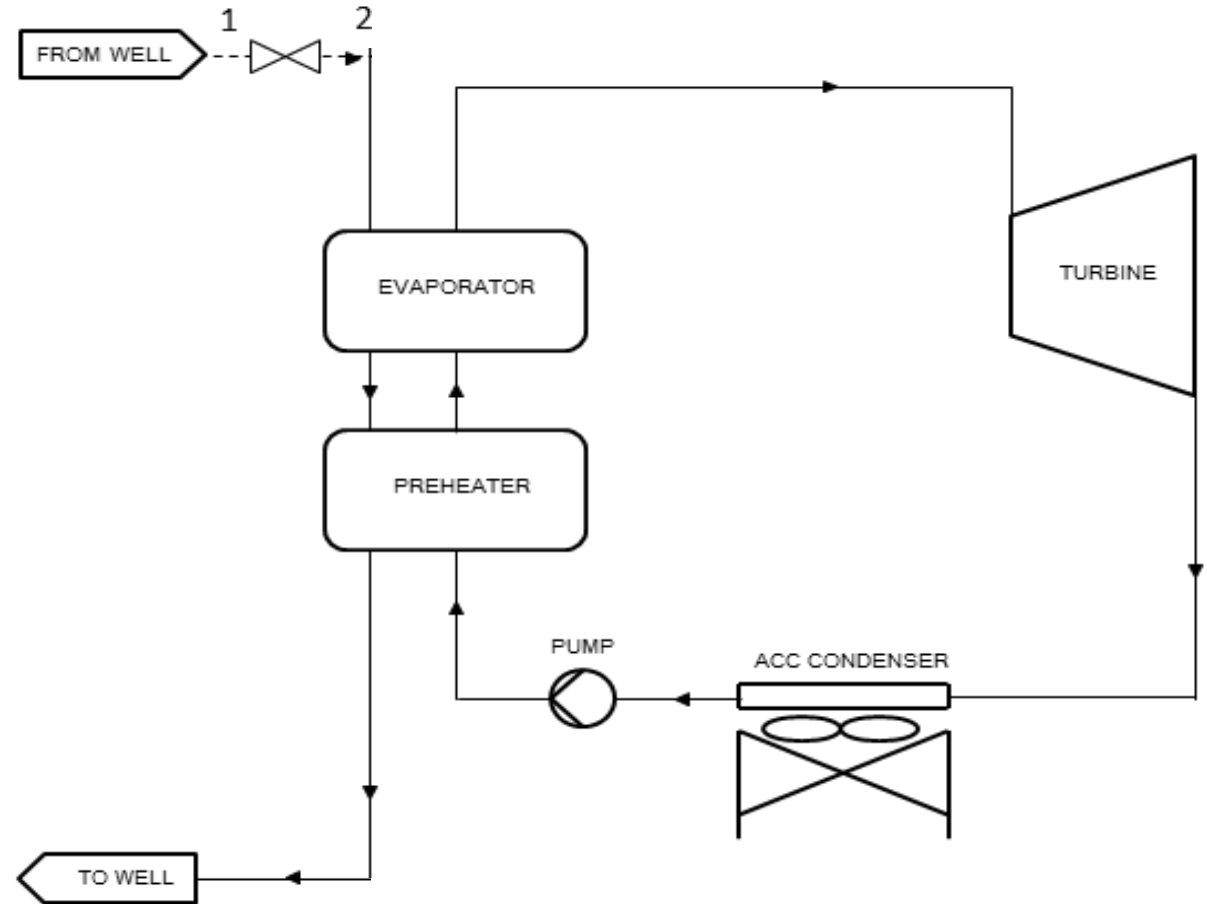 1
2
FROM WELL
EVAPORATOR
TURBINE
PREHEATER
PUMP
ACC CONDENSER
TO WELL